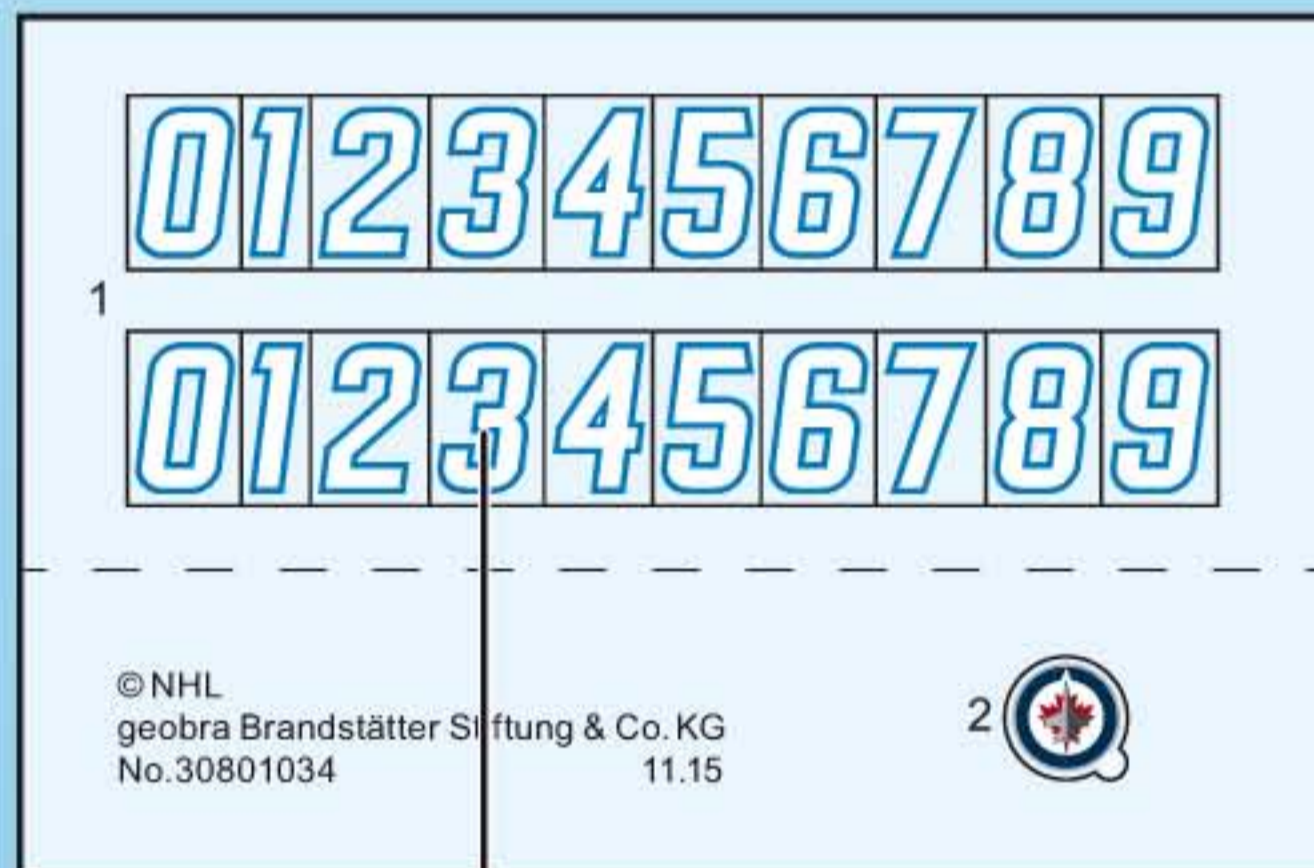 0123456789
1
0123456789
© NHL
geobra Brandstätter Stiftung & Co. KG
No.30801034 11.15
2